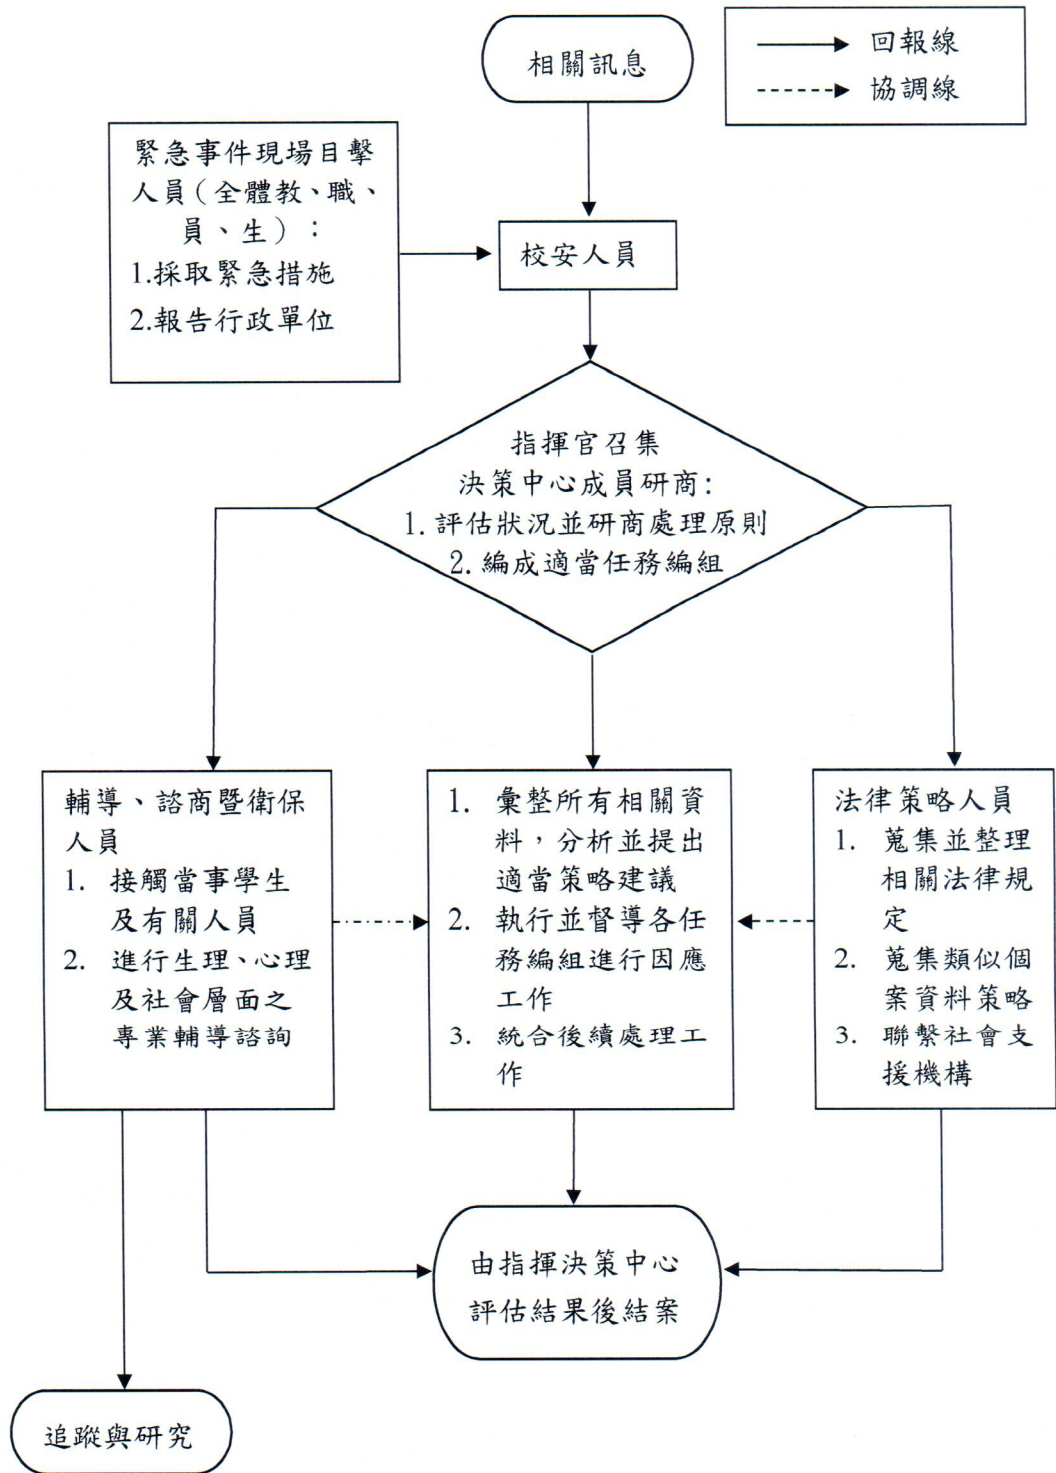 相關訊息
回報線
協調線
緊急事件現場目擊
人員（全體教、職、
員、生）：
1.採取緊急措施
2.報告行政單位
校安人員
指揮官召集
決策中心成員研商:
1.評估狀況並研商處理原則
2.編成適當任務編組
輔導、諮商暨衛保
人員
1. 接觸當事學生
及有關人員
2. 進行生理、心理
及社會層面之
專業輔導諮詢
1. 彙整所有相關資
料，分析並提出
適當策略建議
2. 執行並督導各任
務編組進行因應
工作
3. 統合後續處理工
作
法律策略人員
1. 蒐集並整理
相關法律規
定
2. 蒐集類似個
案資料策略
3. 聯繫社會支
援機構
由指揮決策中心
評估結果後結案
追蹤與研究